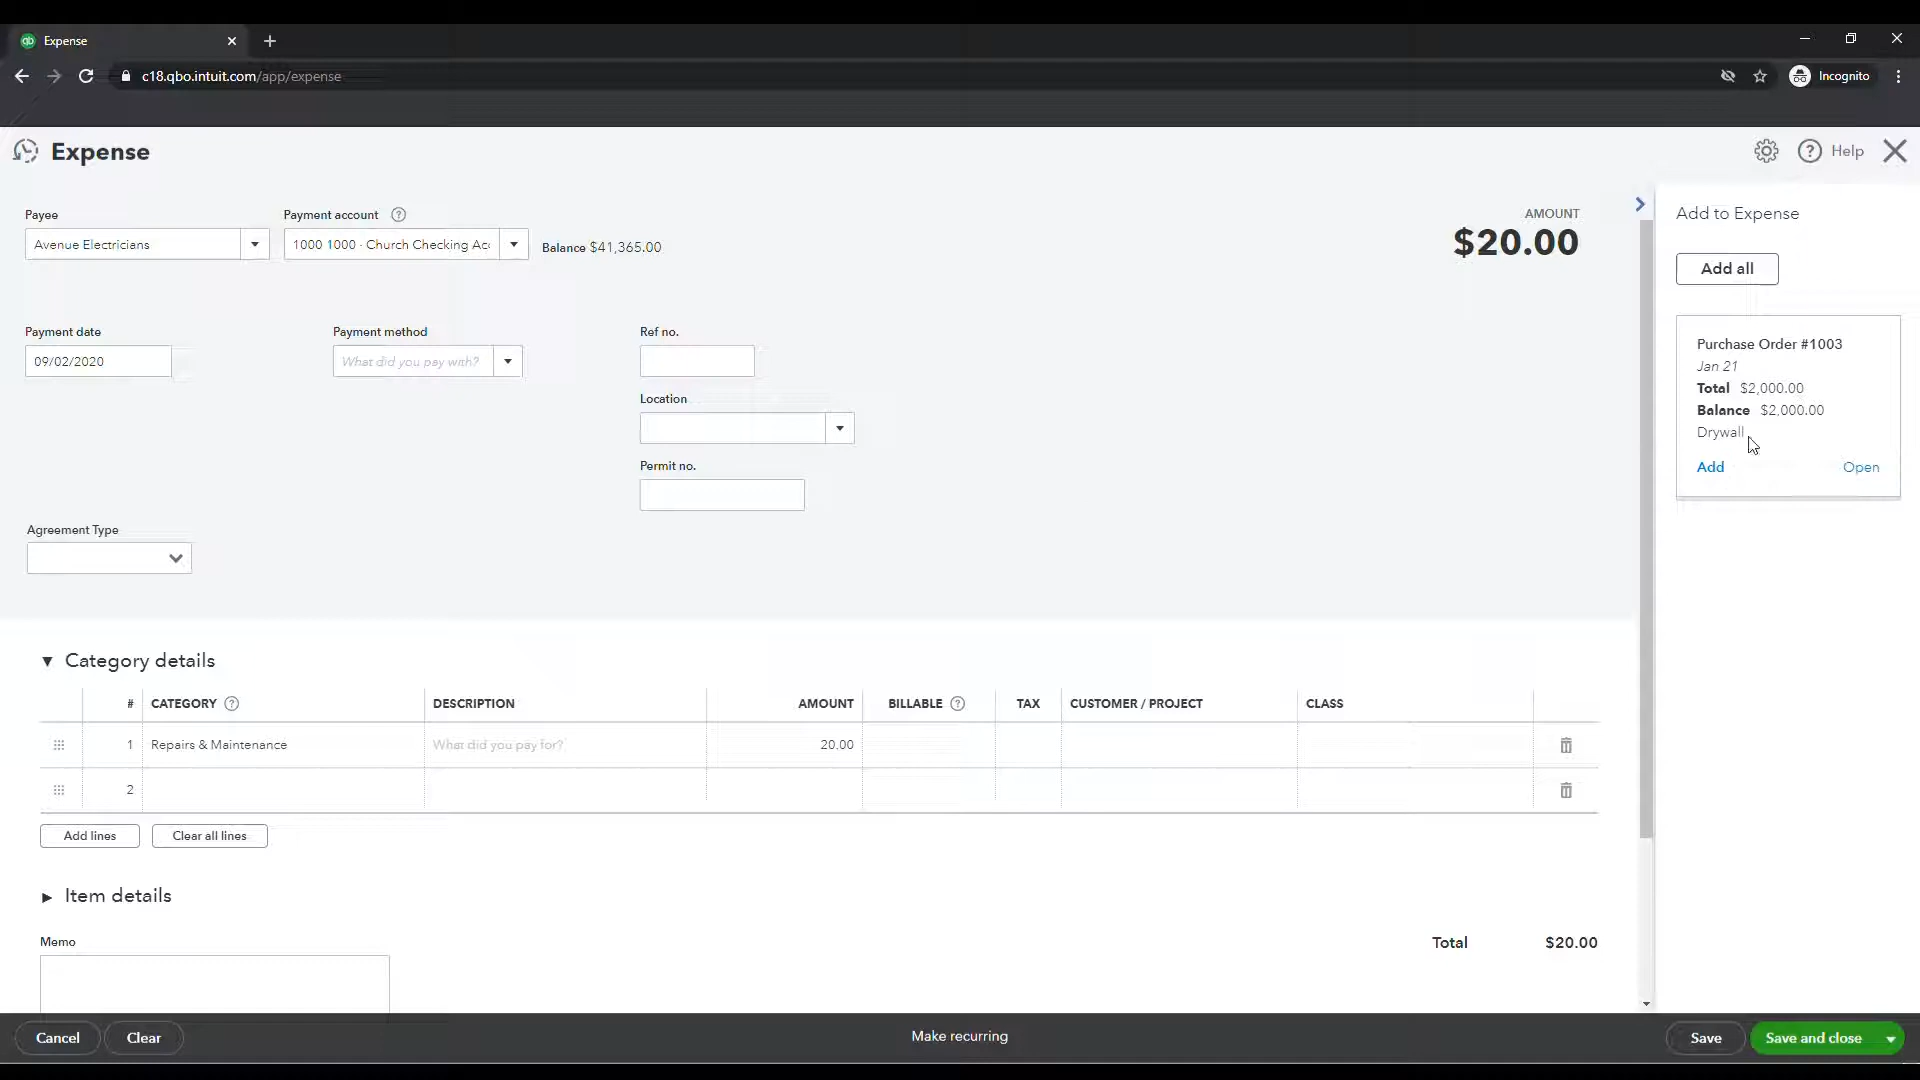 Expense
c18.qbo.intuit.com/app/expense
Incognito
Expense
Help
Payee
Payment account
Avenue Electricians
1000 1000 · Church Checking Acc
Balance $41,365.00
AMOUNT
$20.00
Payment date
Payment method
Ref no.
09/02/2020
What did you pay with?
Location
Permit no.
Agreement Type
Add to Expense
Add all
Purchase Order #1003
Jan 21
Total $2,000.00
Balance $2,000.00
Drywall
Add Open
Category details
# CATEGORY DESCRIPTION AMOUNT BILLABLE TAX CUSTOMER / PROJECT CLASS
1 Repairs & Maintenance What did you pay for? 20.00
2
Add lines Clear all lines
Item details
Memo
Total $20.00
Cancel Clear Make recurring Save Save and close